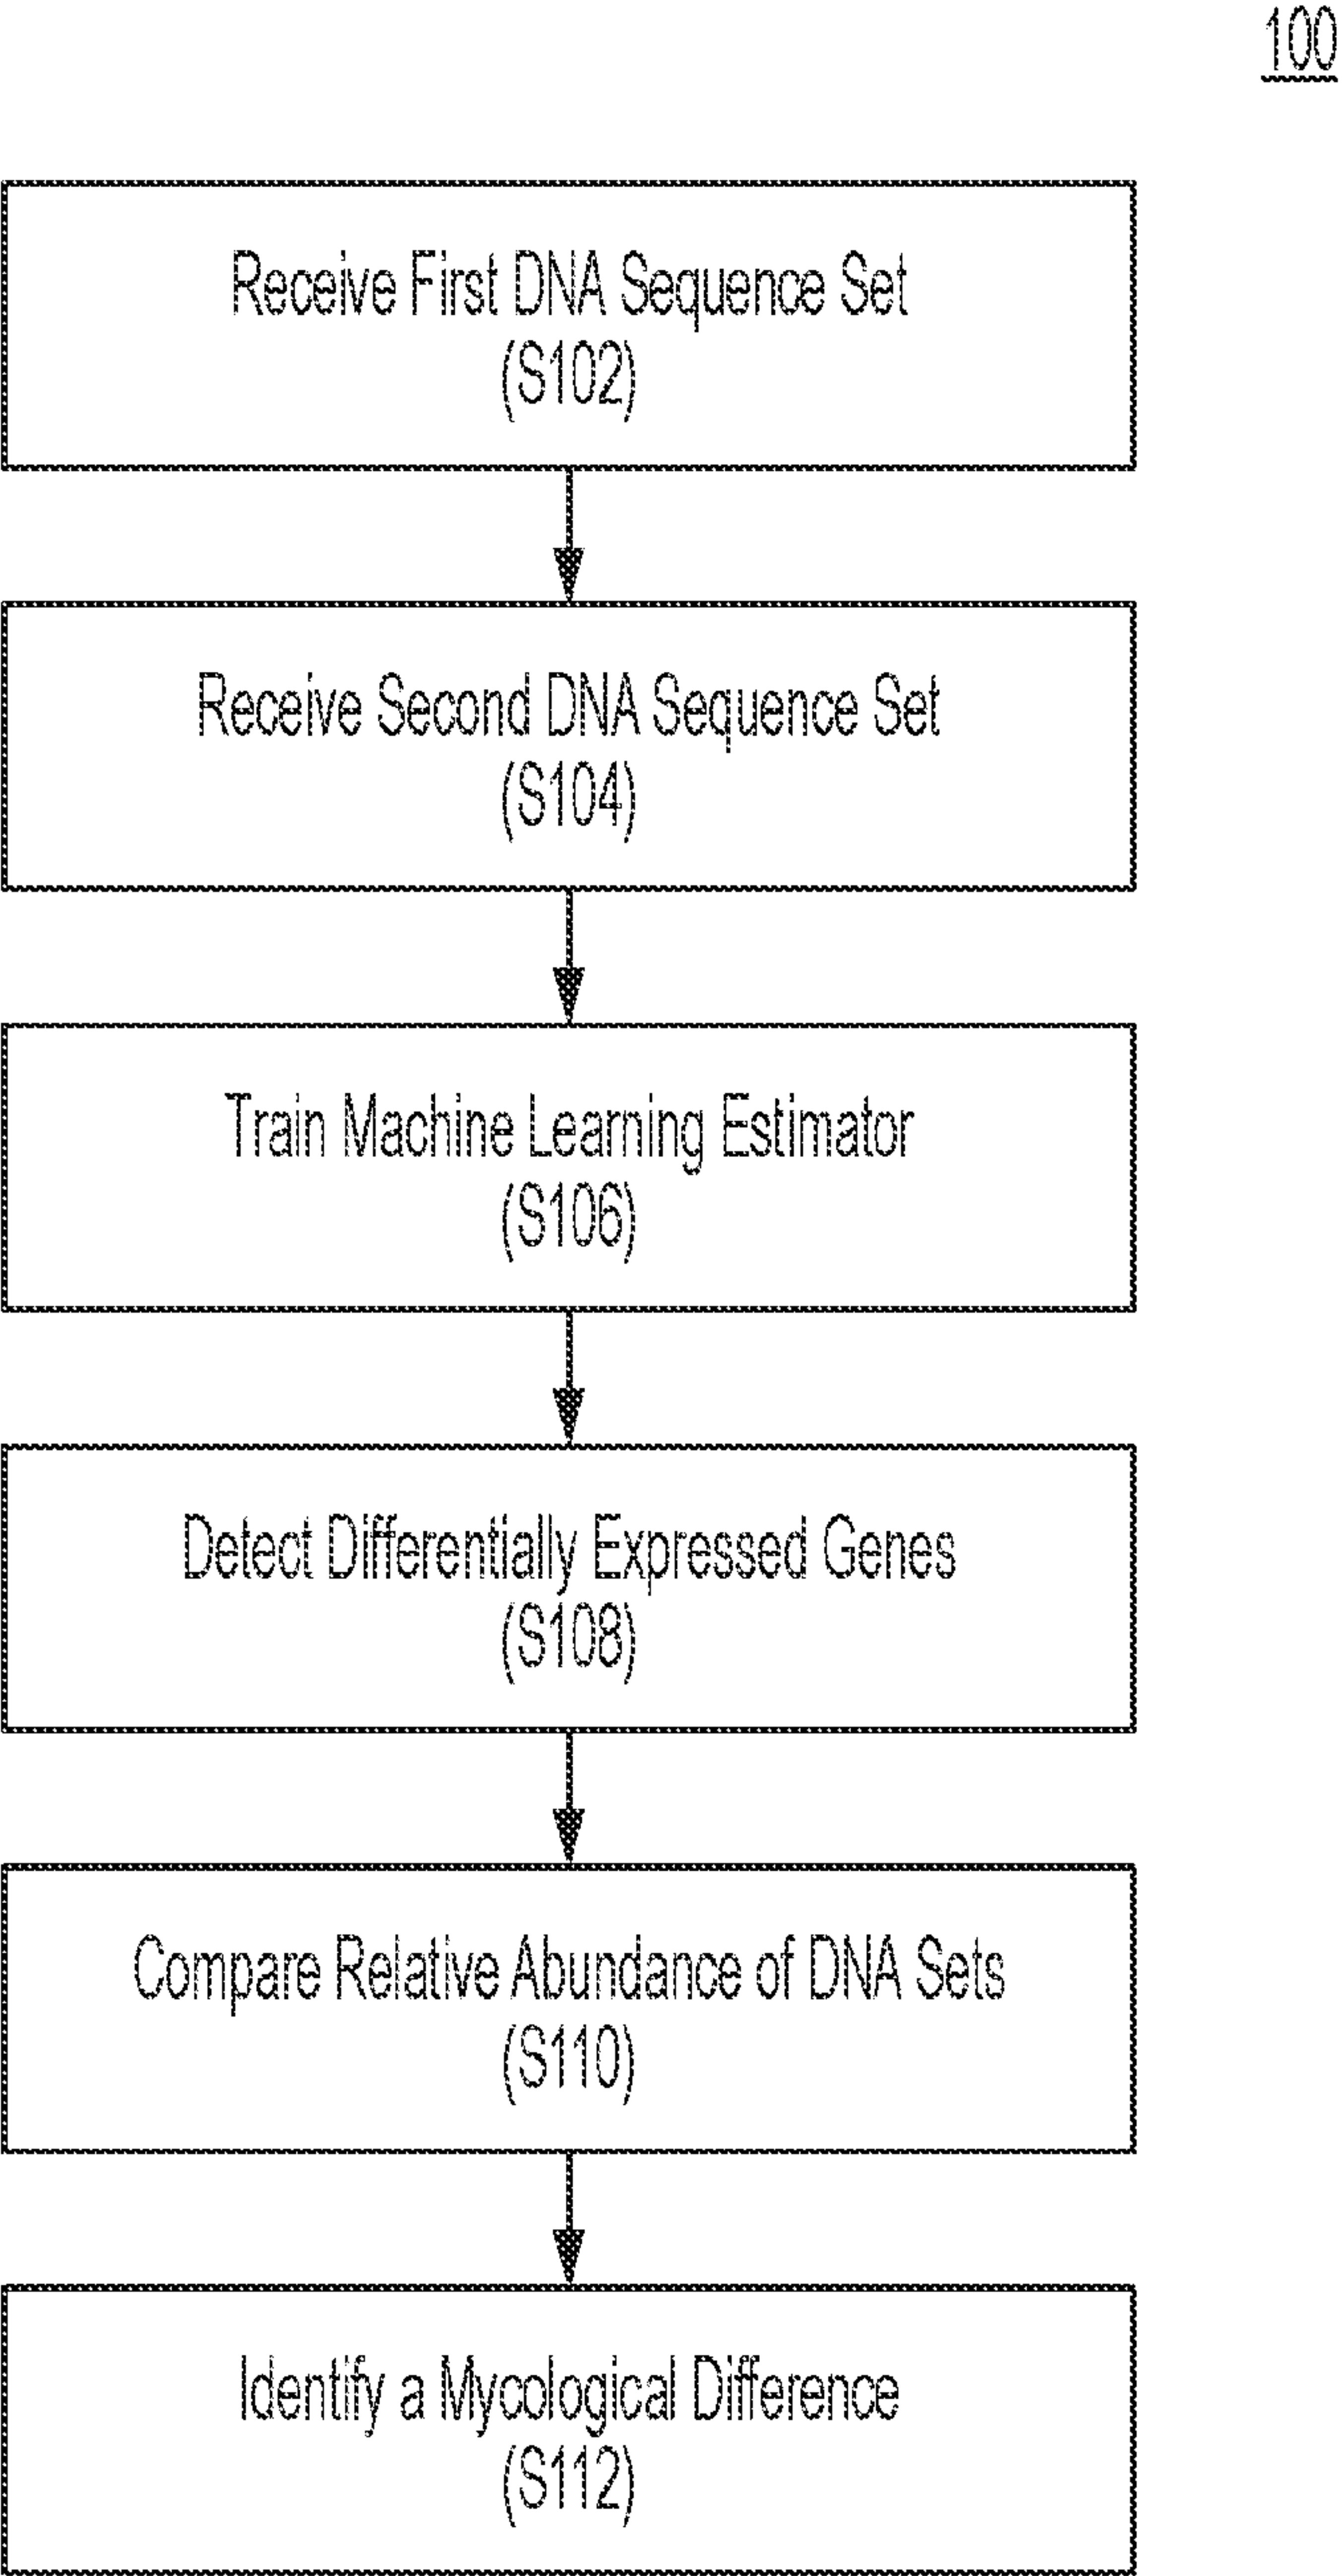 100
Receive First DNA Sequence Set
(S102)
Receive Second DNA Sequence Set
(S104)
Train Machine Learning Estimator
(S106)
Detect Differentially Expressed Genes
(S108)
Compare Relative Abundance of DNA Sets
(S110)
Identify a Mycological Difference
(S112)